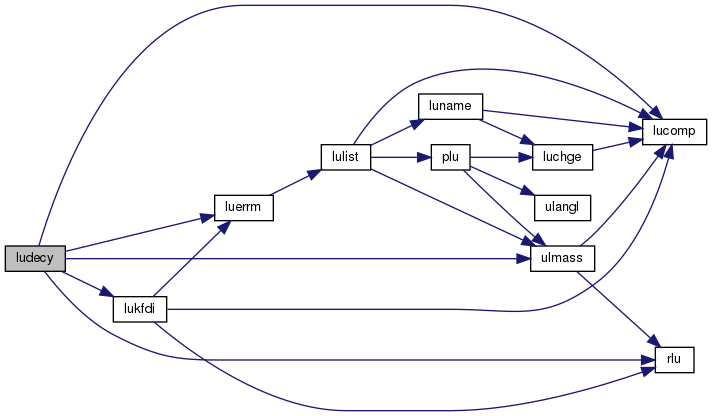 luname
lucomp
lulist
plu
luchge
luerrm
ulangl
ludecy
ulmass
lukfdi
rlu